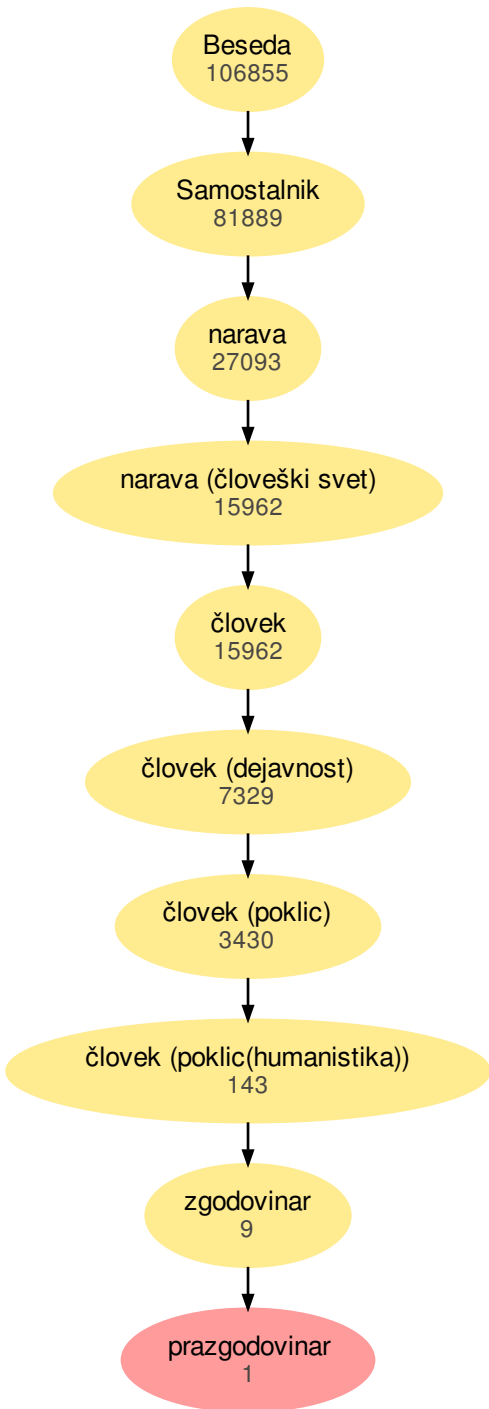 Beseda
106855
Samostalnik
81889
narava
27093
narava (človeški svet)
15962
človek
15962
človek (dejavnost)
7329
človek (poklic)
3430
človek (poklic(humanistika))
143
zgodovinar
9
prazgodovinar
1